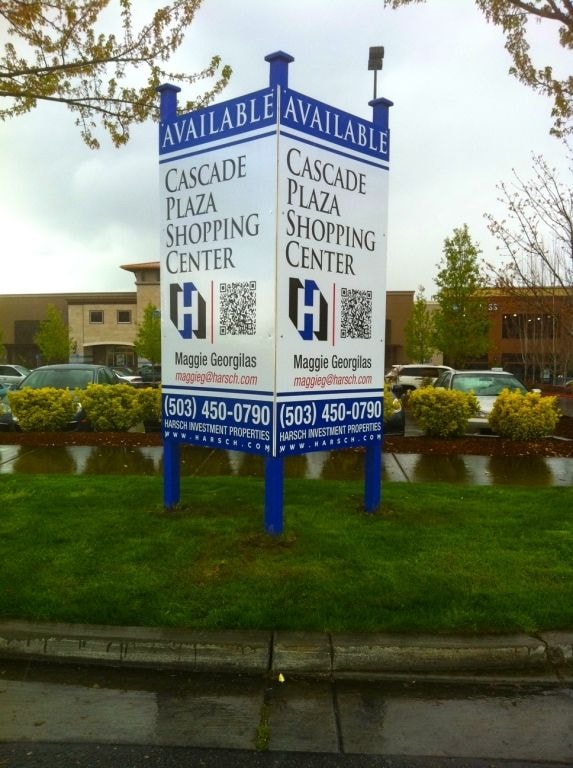 AVAILABLE
CASCADE
PLAZA
SHOPPING
CENTER
H
Maggie Georgilas
maggieg@harsch.com
(503) 450-0790
HARSCH INVESTMENT PROPERTIES
WWW.HARSCH.COM
AVAILABLE
CASCADE
PLAZA
SHOPPING
CENTER
H
Maggie Georgilas
maggieg@harsch.com
(503) 450-0790
HARSCH INVESTMENT PROPERTIES
WWW.HARSCH.COM